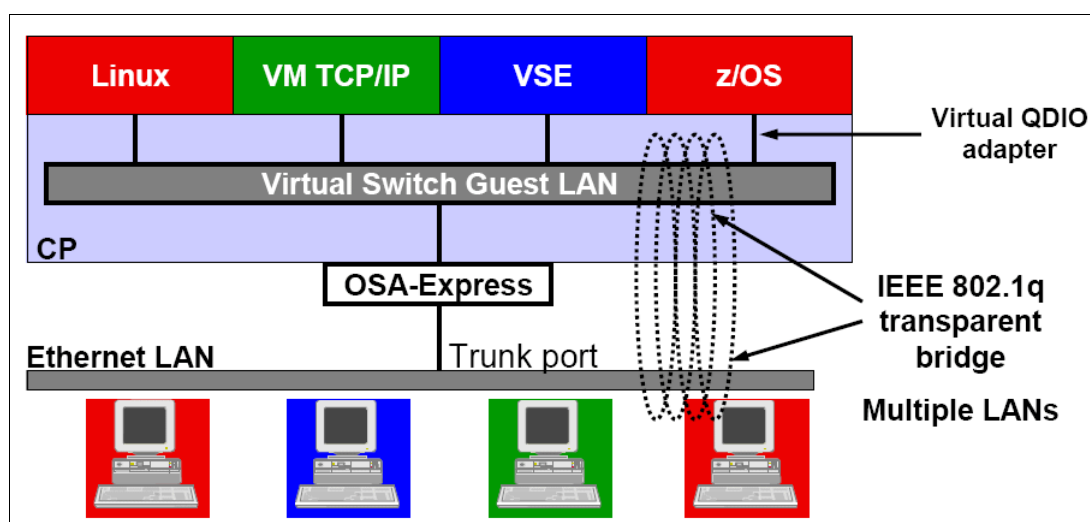 Linux
VM TCP/IP
VSE
z/OS
Virtual QDIO
adapter
Virtual Switch Guest LAN
CP
OSA-Express
IEEE 802.1q
transparent
bridge
Ethernet LAN
Trunk port
Multiple LANs